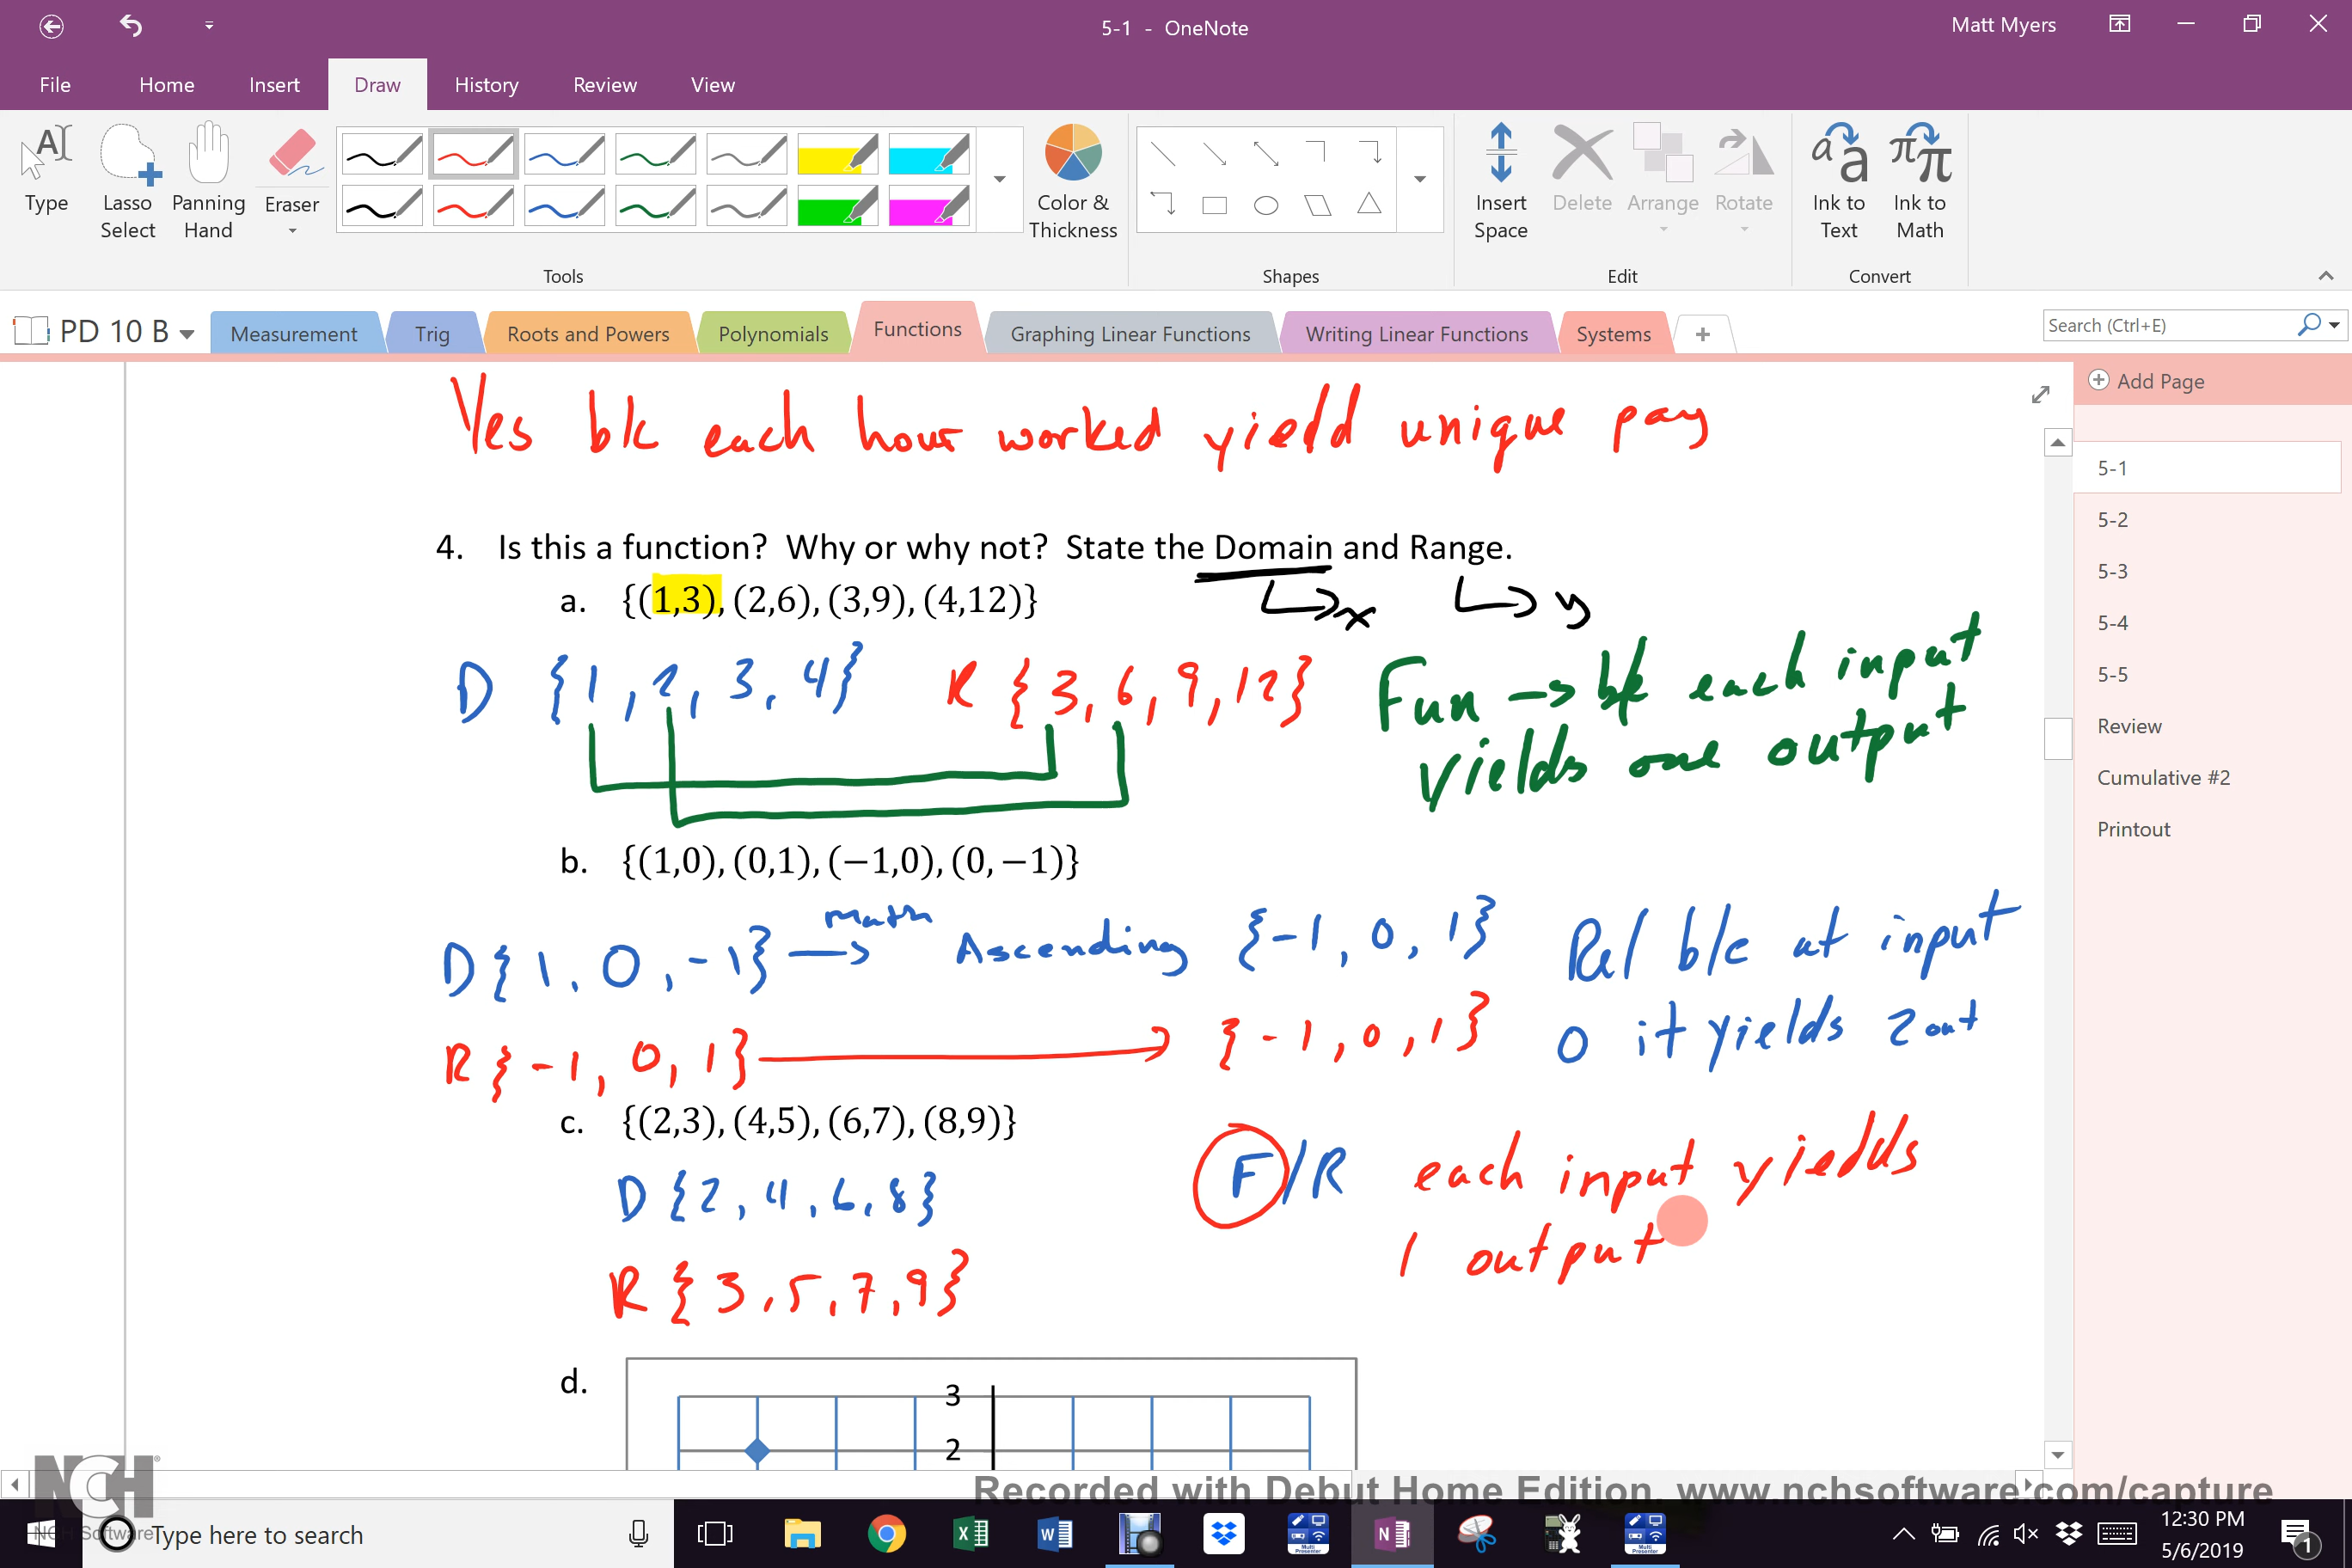 5-1 - OneNote
Matt Myers
File Home Insert Draw History Review View
Type
Lasso Select
Panning Hand
Eraser
Color & Thickness
Insert Space
Delete
Arrange
Rotate
Ink to Text
Ink to Math
Tools
Shapes
Edit
Convert
PD 10 B
Measurement Trig Roots and Powers Polynomials Functions Graphing Linear Functions Writing Linear Functions Systems +
Search (Ctrl+E)
Add Page
5-1
5-2
5-3
5-4
5-5
Review
Cumulative #2
Printout
Yes b/c each hour worked yield unique pay
4. Is this a function? Why or why not? State the Domain and Range.
a. {(1,3), (2,6), (3,9), (4,12)}
x y
D {1, 2, 3, 4} R {3, 6, 9, 12} Fun → b/c each input
yields one output
b. {(1,0), (0,1), (−1,0), (0, −1)}
math
D{1, 0, -1} → Ascending {-1, 0, 1} Rel b/c at input
R{-1, 0, 1} → {-1, 0, 1} 0 it yields 2 out
c. {(2,3), (4,5), (6,7), (8,9)}
F/R each input yields
D {2, 4, 6, 8}
1 output
R {3, 5, 7, 9}
d.
3
2
NCH®
NCH Software
Recorded with Debut Home Edition. www.nchsoftware.com/capture
Type here to search
12:30 PM
5/6/2019
1